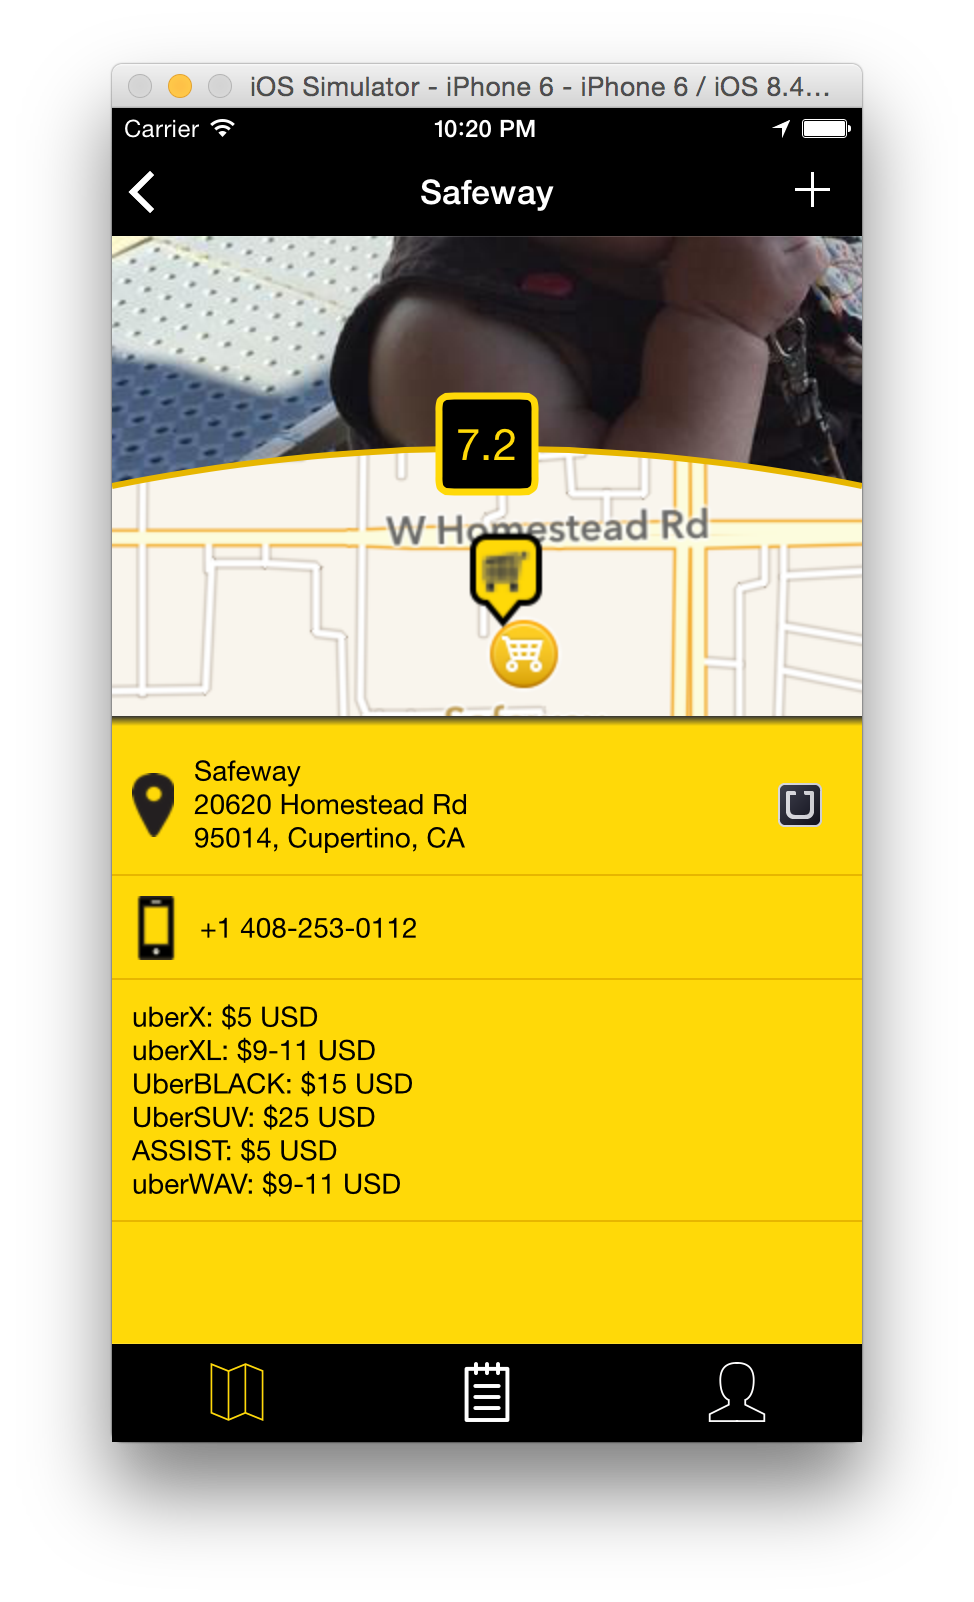 iOS Simulator - iPhone 6 - iPhone 6 / iOS 8.4...
Carrier 10:20 PM
Safeway
7.2
W Homestead Rd
Safeway
20620 Homestead Rd
95014, Cupertino, CA
+1 408-253-0112
uberX: $5 USD
uberXL: $9-11 USD
UberBLACK: $15 USD
UberSUV: $25 USD
ASSIST: $5 USD
uberWAV: $9-11 USD